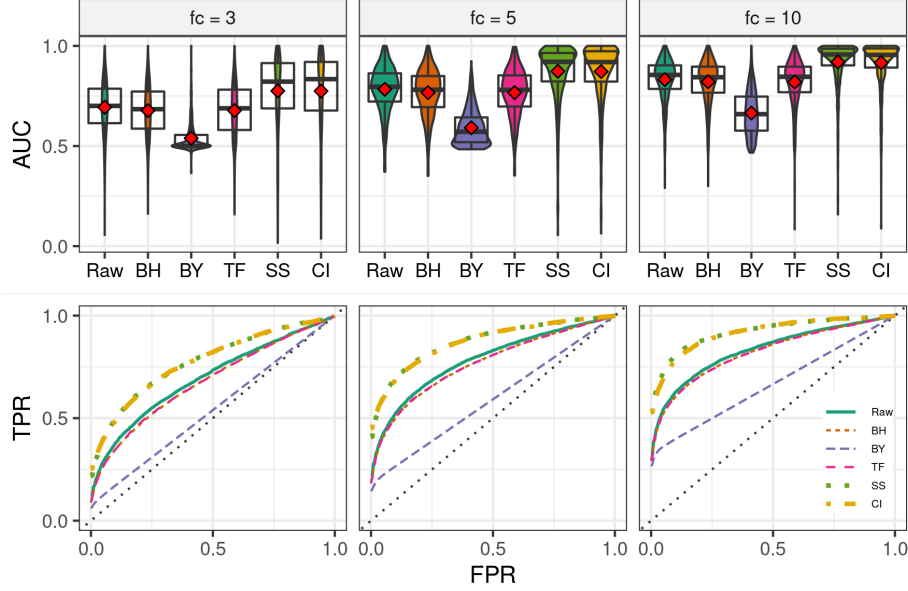 fc = 3 fc = 5 fc = 10
AUC
1.0
0.5
0.0
Raw BH BY TF SS CI Raw BH BY TF SS CI Raw BH BY TF SS CI
TPR
1.0
0.5
0.0
Raw
BH
BY
TF
SS
CI
0.0 0.5 1.0 0.0 0.5 1.0 0.0 0.5 1.0
FPR